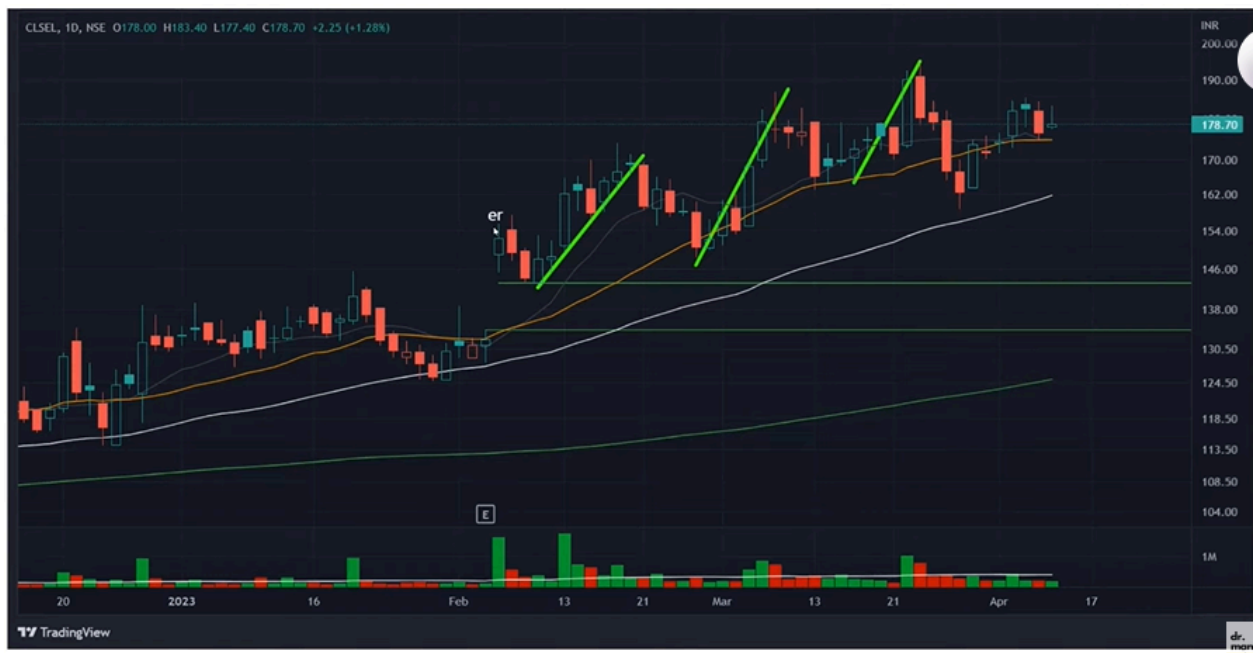 CLSEL, 1D, NSE O178.00 H183.40 L177.40 C178.70 +2.25 (+1.28%)
INR
200.00
190.00
178.70
170.00
162.00
er
154.00
146.00
138.00
130.50
124.50
118.50
113.50
108.50
E
104.00
1M
20 2023 16 Feb 13 21 Mar 13 21 Apr 17
TradingView
dr.